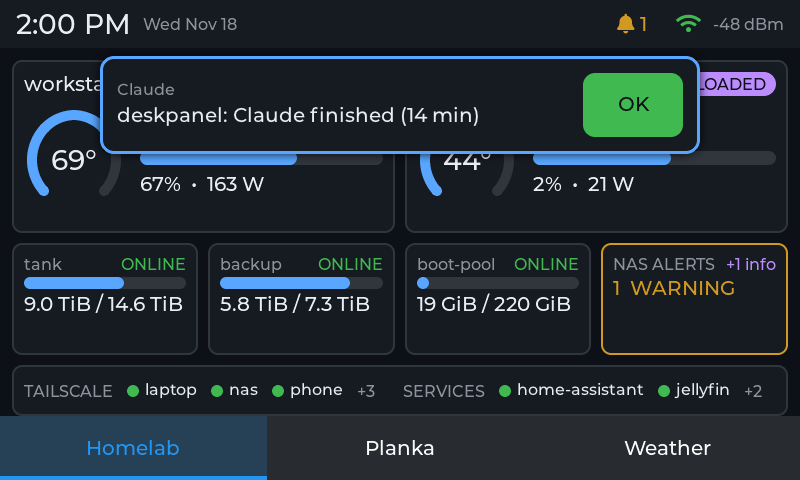 2:00 PM Wed Nov 18 1 -48 dBm
Claude
deskpanel: Claude finished (14 min)
OK
69°
67% • 163 W
44°
2% • 21 W
tank ONLINE
9.0 TiB / 14.6 TiB
backup ONLINE
5.8 TiB / 7.3 TiB
boot-pool ONLINE
19 GiB / 220 GiB
NAS ALERTS +1 info
1 WARNING
TAILSCALE laptop nas phone +3 SERVICES home-assistant jellyfin +2
Homelab Planka Weather